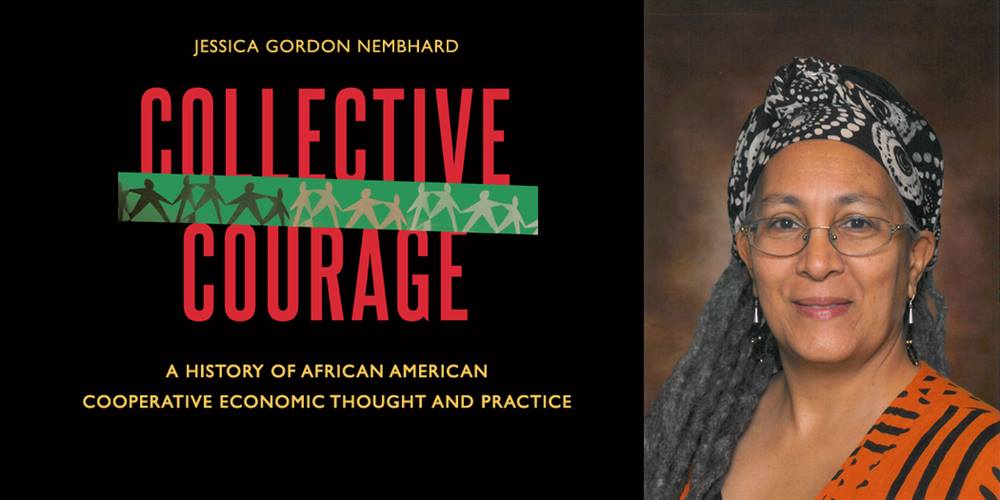 JESSICA GORDON NEMBHARD
COLLECTIVE
COURAGE
A HISTORY OF AFRICAN AMERICAN
COOPERATIVE ECONOMIC THOUGHT AND PRACTICE